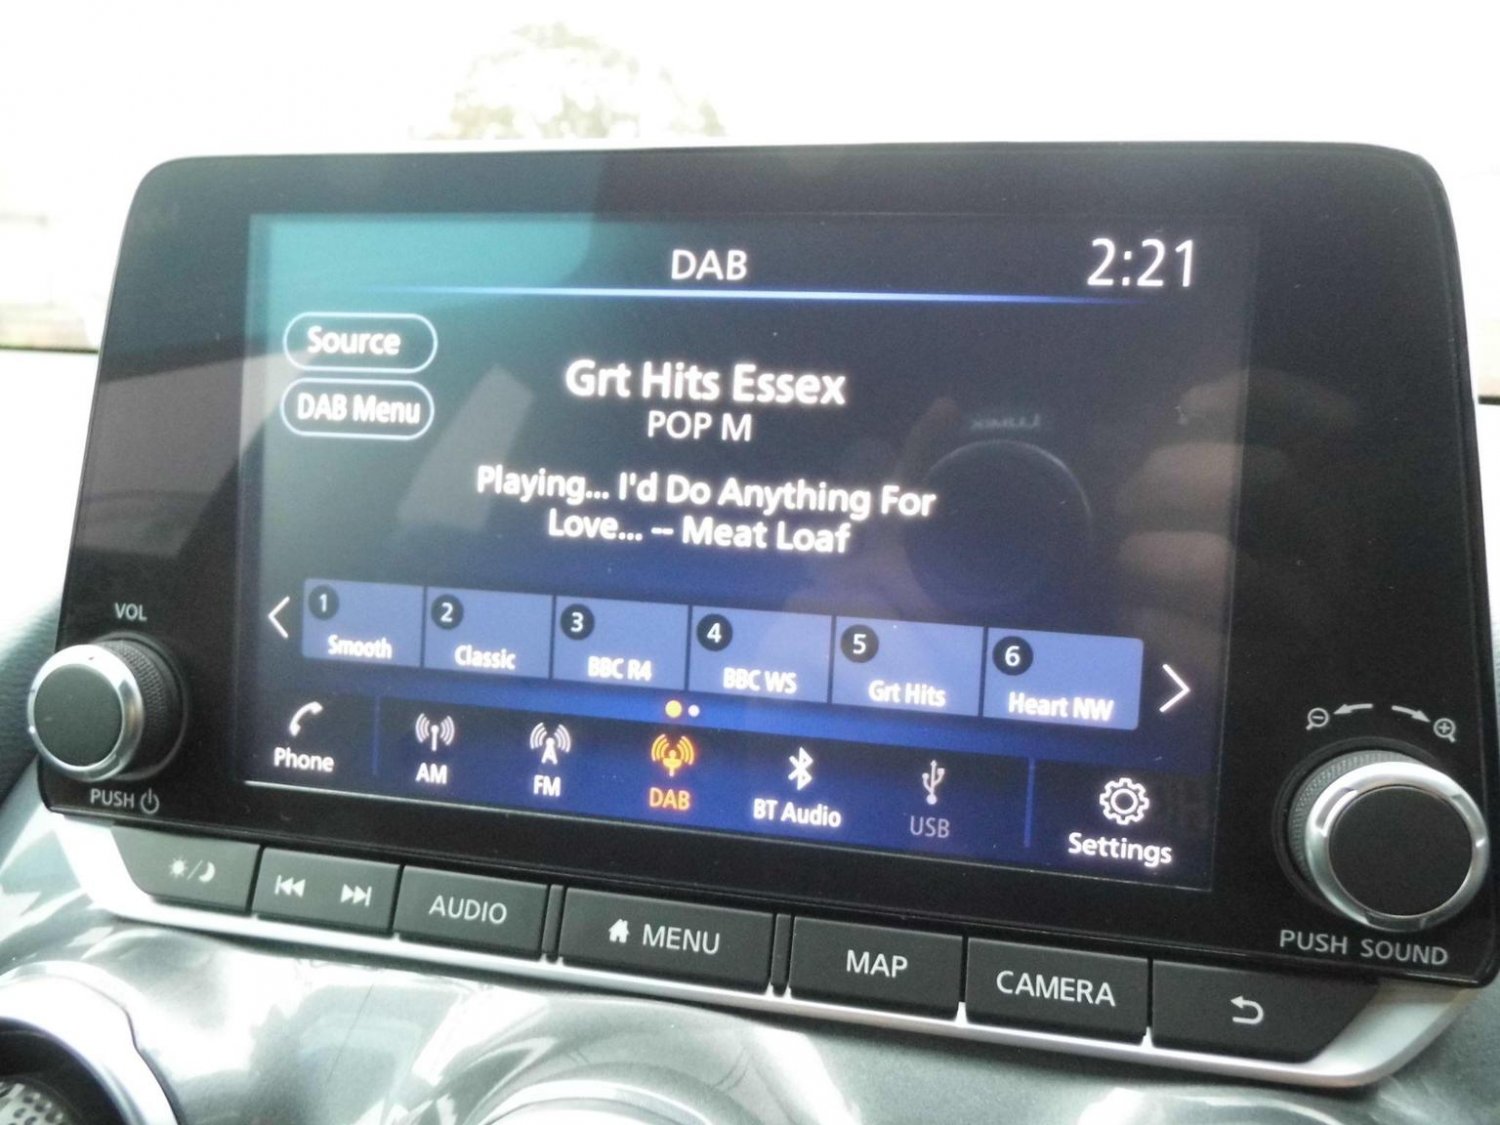 DAB
2:21
Source
DAB Menu
Grt Hits Essex
POP M
Playing... I'd Do Anything For
Love... -- Meat Loaf
1
Smooth
2
Classic
3
BBC R4
4
BBC WS
5
Grt Hits
6
Heart NW
Phone
AM
FM
DAB
BT Audio
USB
Settings
VOL
PUSH
PUSH SOUND
AUDIO
MENU
MAP
CAMERA